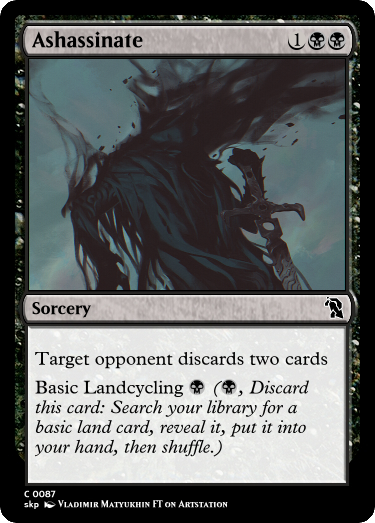 Ashassinate 1
Sorcery
Target opponent discards two cards
Basic Landcycling (, Discard
this card: Search your library for a
basic land card, reveal it, put it into
your hand, then shuffle.)
C 0087
skp Vladimir Matyukhin FT on Artstation